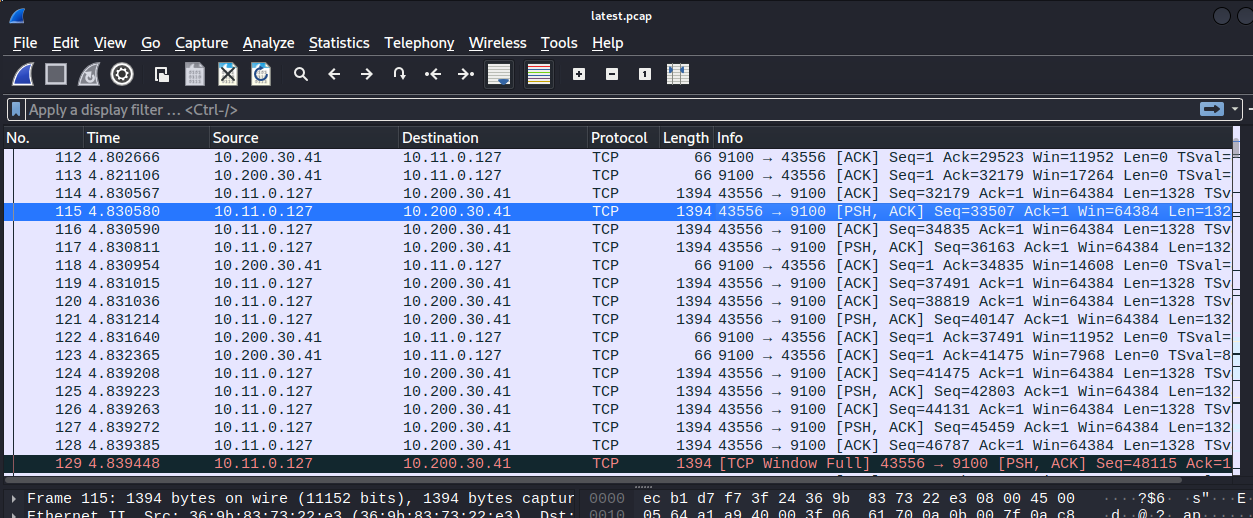 latest.pcap
File Edit View Go Capture Analyze Statistics Telephony Wireless Tools Help
Apply a display filter ... <Ctrl-/>
No. Time Source Destination Protocol Length Info
112 4.802666 10.200.30.41 10.11.0.127 TCP 66 9100 → 43556 [ACK] Seq=1 Ack=29523 Win=11952 Len=0 TSval=
113 4.821106 10.200.30.41 10.11.0.127 TCP 66 9100 → 43556 [ACK] Seq=1 Ack=32179 Win=17264 Len=0 TSval=
114 4.830567 10.11.0.127 10.200.30.41 TCP 1394 43556 → 9100 [ACK] Seq=32179 Ack=1 Win=64384 Len=1328 TSv
115 4.830580 10.11.0.127 10.200.30.41 TCP 1394 43556 → 9100 [PSH, ACK] Seq=33507 Ack=1 Win=64384 Len=132
116 4.830590 10.11.0.127 10.200.30.41 TCP 1394 43556 → 9100 [ACK] Seq=34835 Ack=1 Win=64384 Len=1328 TSv
117 4.830811 10.11.0.127 10.200.30.41 TCP 1394 43556 → 9100 [PSH, ACK] Seq=36163 Ack=1 Win=64384 Len=132
118 4.830954 10.200.30.41 10.11.0.127 TCP 66 9100 → 43556 [ACK] Seq=1 Ack=34835 Win=14608 Len=0 TSval=
119 4.831015 10.11.0.127 10.200.30.41 TCP 1394 43556 → 9100 [ACK] Seq=37491 Ack=1 Win=64384 Len=1328 TSv
120 4.831036 10.11.0.127 10.200.30.41 TCP 1394 43556 → 9100 [ACK] Seq=38819 Ack=1 Win=64384 Len=1328 TSv
121 4.831214 10.11.0.127 10.200.30.41 TCP 1394 43556 → 9100 [PSH, ACK] Seq=40147 Ack=1 Win=64384 Len=132
122 4.831640 10.200.30.41 10.11.0.127 TCP 66 9100 → 43556 [ACK] Seq=1 Ack=37491 Win=11952 Len=0 TSval=
123 4.832365 10.200.30.41 10.11.0.127 TCP 66 9100 → 43556 [ACK] Seq=1 Ack=41475 Win=7968 Len=0 TSval=8
124 4.839208 10.11.0.127 10.200.30.41 TCP 1394 43556 → 9100 [ACK] Seq=41475 Ack=1 Win=64384 Len=1328 TSv
125 4.839223 10.11.0.127 10.200.30.41 TCP 1394 43556 → 9100 [PSH, ACK] Seq=42803 Ack=1 Win=64384 Len=132
126 4.839263 10.11.0.127 10.200.30.41 TCP 1394 43556 → 9100 [ACK] Seq=44131 Ack=1 Win=64384 Len=1328 TSv
127 4.839272 10.11.0.127 10.200.30.41 TCP 1394 43556 → 9100 [PSH, ACK] Seq=45459 Ack=1 Win=64384 Len=132
128 4.839385 10.11.0.127 10.200.30.41 TCP 1394 43556 → 9100 [ACK] Seq=46787 Ack=1 Win=64384 Len=1328 TSv
129 4.839448 10.11.0.127 10.200.30.41 TCP 1394 [TCP Window Full] 43556 → 9100 [PSH, ACK] Seq=48115 Ack=1
Frame 115: 1394 bytes on wire (11152 bits), 1394 bytes captur 0000 ec b1 d7 f7 3f 24 36 9b 83 73 22 e3 08 00 45 00 ····?$6· ·s"···E·
Ethernet II, Src: 36:9b:83:73:22:e3 (36:9b:83:73:22:e3), Dst: 0010 05 64 a1 a9 40 00 3f 06 61 70 0a 0b 00 7f 0a c8